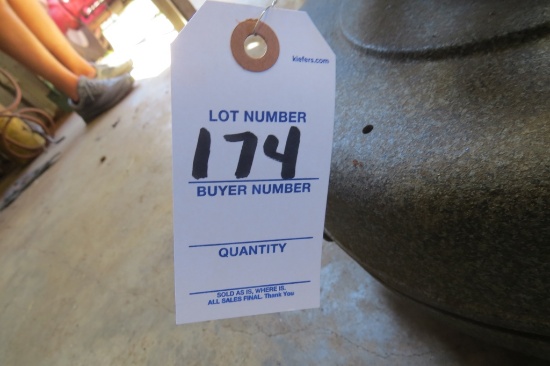 kiefers.com
LOT NUMBER
174
BUYER NUMBER
QUANTITY
SOLD AS IS, WHERE IS,
ALL SALES FINAL. Thank You